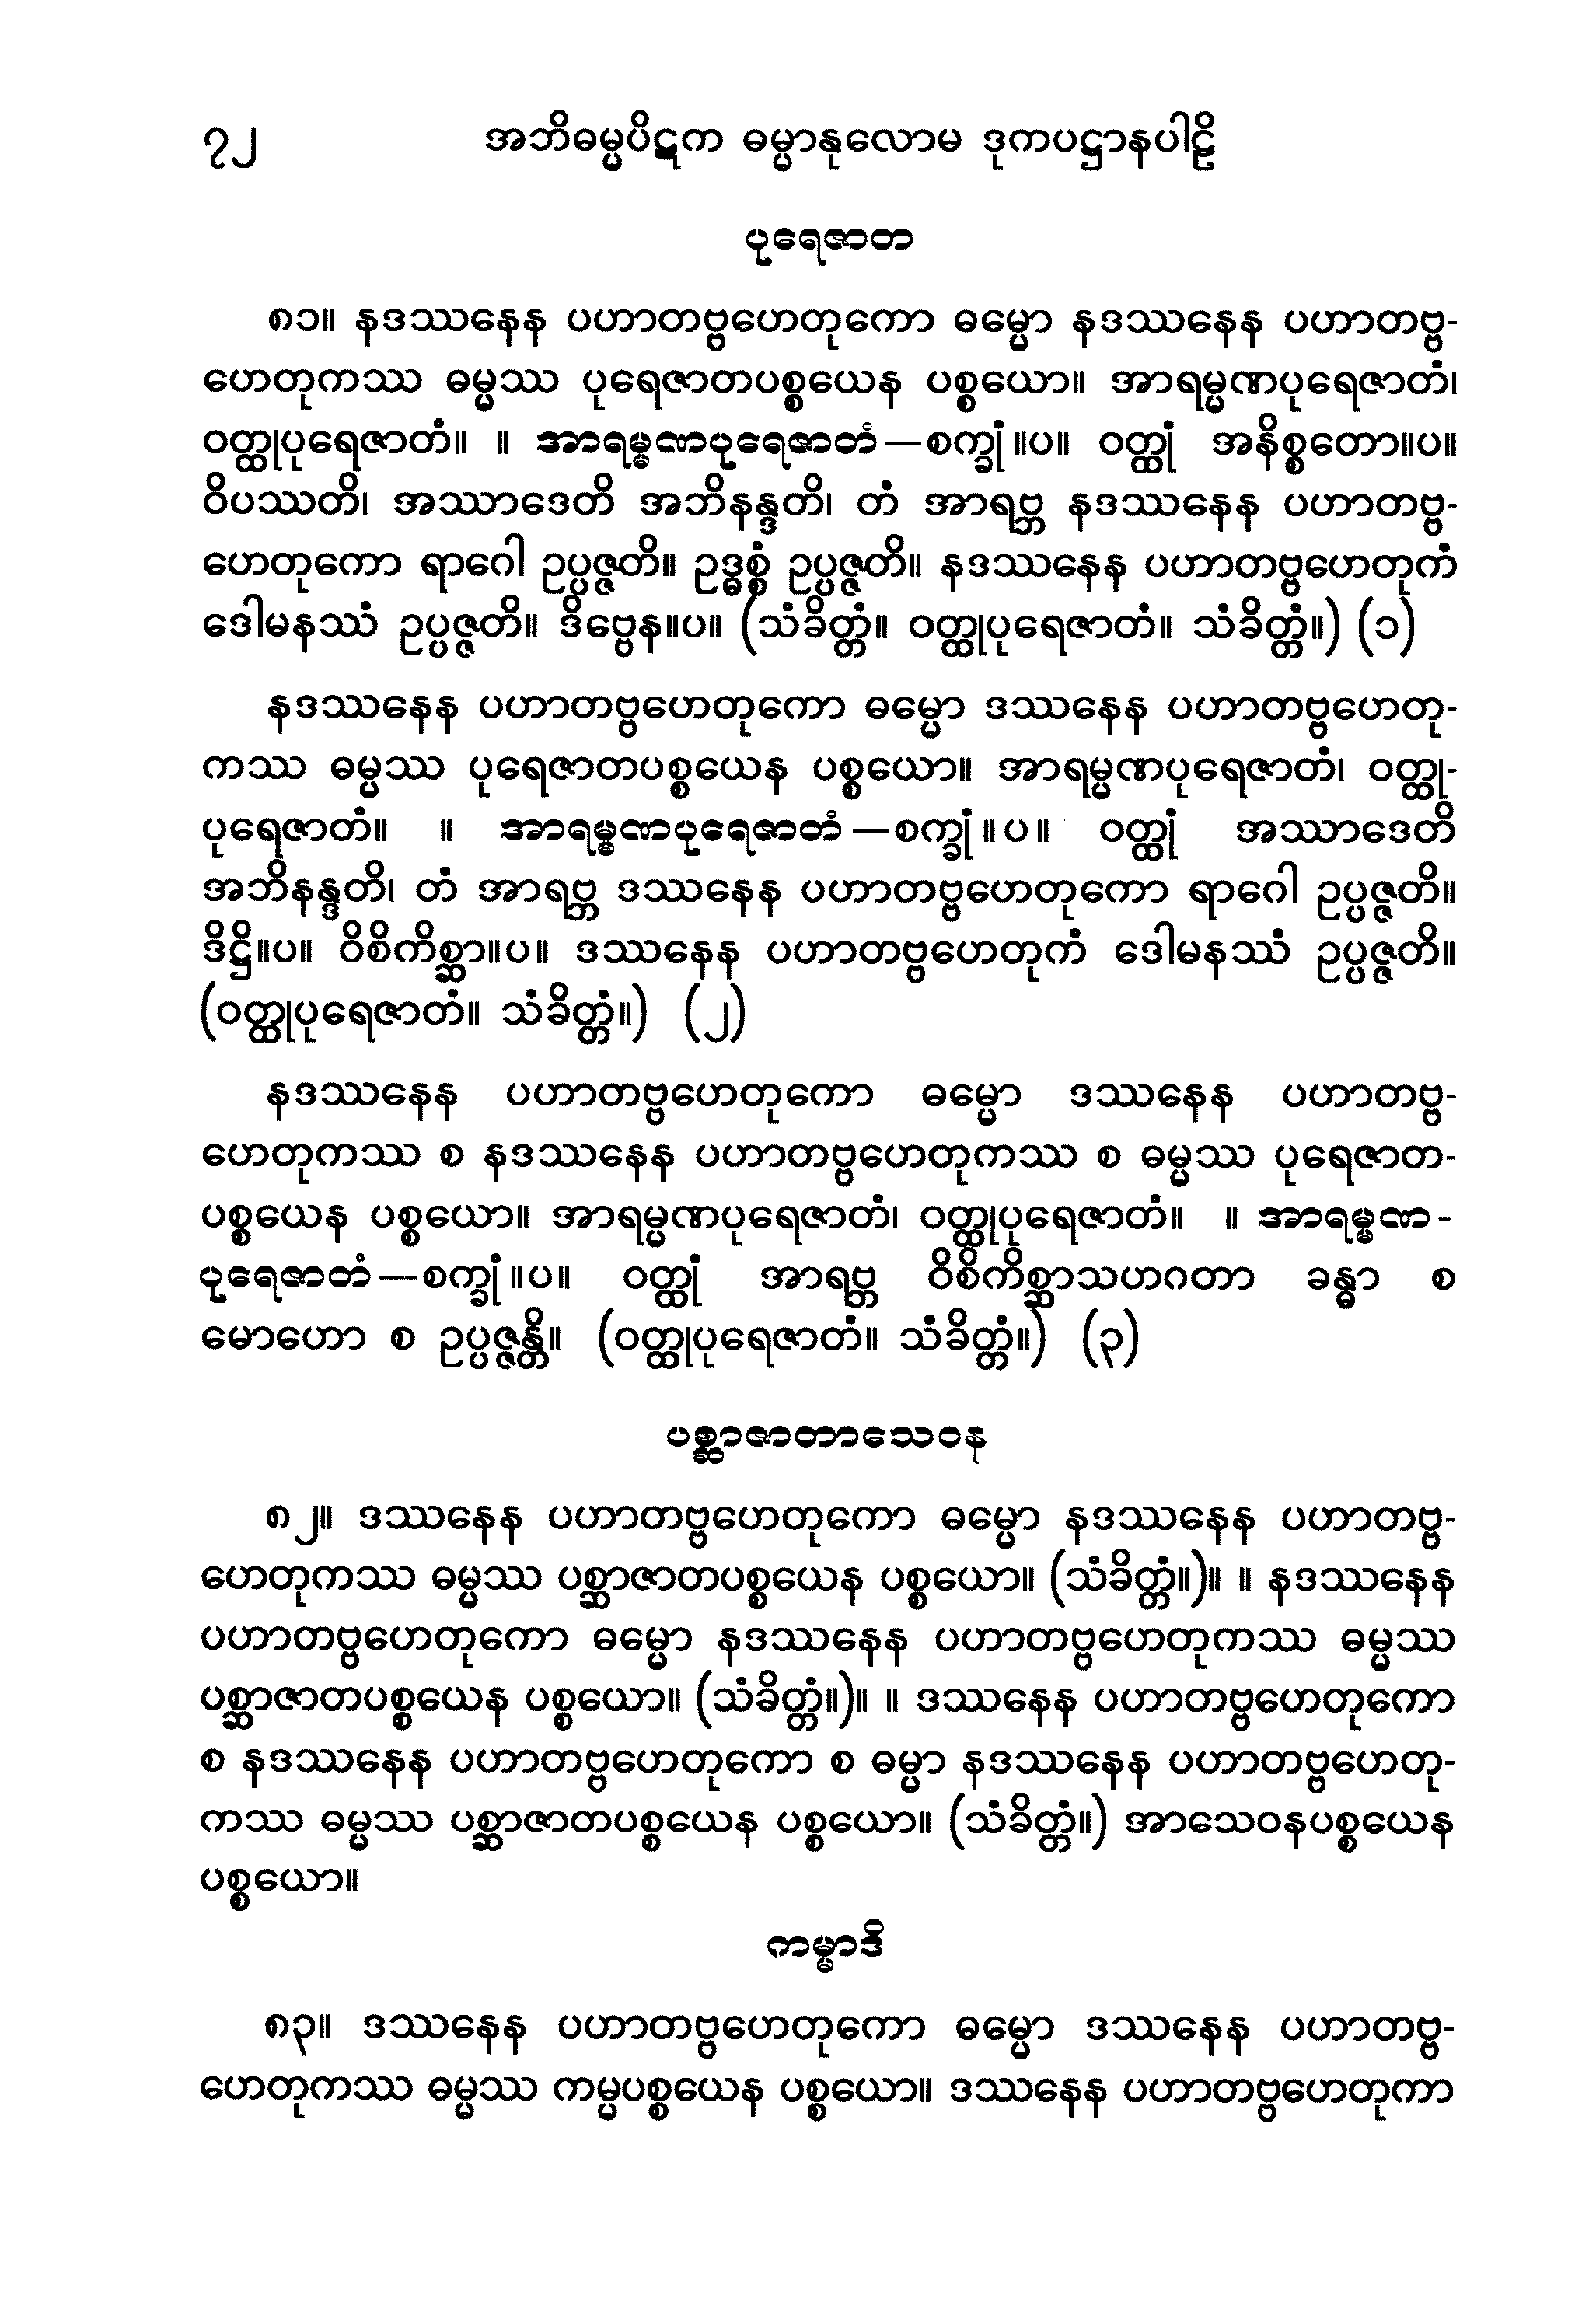 ၇၂ အဘိဓမ္မပိဋက ဓမ္မာနုလောမ ဒုကပဋ္ဌာနပါဠိ
ပုရေဇာတ
၈၁။ နဒဿနေန ပဟာတဗ္ဗဟေတုကော ဓမ္မော နဒဿနေန ပဟာတဗ္ဗ-
ဟေတုကဿ ဓမ္မဿ ပုရေဇာတပစ္စယေန ပစ္စယော။ အာရမ္မဏပုရေဇာတံ၊
ဝတ္ထုပုရေဇာတံ။ ။ အာရမ္မဏပုရေဇာတံ—စက္ခုံ။ပ။ ဝတ္ထုံ အနိစ္စတော။ပ။
ဝိပဿတိ၊ အဿာဒေတိ အဘိနန္ဒတိ၊ တံ အာရဗ္ဘ နဒဿနေန ပဟာတဗ္ဗ-
ဟေတုကော ရာဂေါ ဥပ္ပဇ္ဇတိ။ ဥဒ္ဓစ္စံ ဥပ္ပဇ္ဇတိ။ နဒဿနေန ပဟာတဗ္ဗဟေတုကံ
ဒေါမနဿံ ဥပ္ပဇ္ဇတိ။ ဒိဗ္ဗေန။ပ။ (သံခိတ္တံ။ ဝတ္ထုပုရေဇာတံ။ သံခိတ္တံ။) (၁)
နဒဿနေန ပဟာတဗ္ဗဟေတုကော ဓမ္မော ဒဿနေန ပဟာတဗ္ဗဟေတု-
ကဿ ဓမ္မဿ ပုရေဇာတပစ္စယေန ပစ္စယော။ အာရမ္မဏပုရေဇာတံ၊ ဝတ္ထု-
ပုရေဇာတံ။ ။ အာရမ္မဏပုရေဇာတံ—စက္ခုံ။ပ။ ဝတ္ထုံ အဿာဒေတိ
အဘိနန္ဒတိ၊ တံ အာရဗ္ဘ ဒဿနေန ပဟာတဗ္ဗဟေတုကော ရာဂေါ ဥပ္ပဇ္ဇတိ။
ဒိဋ္ဌိ။ပ။ ဝိစိကိစ္ဆာ။ပ။ ဒဿနေန ပဟာတဗ္ဗဟေတုကံ ဒေါမနဿံ ဥပ္ပဇ္ဇတိ။
(ဝတ္ထုပုရေဇာတံ။ သံခိတ္တံ။) (၂)
နဒဿနေန ပဟာတဗ္ဗဟေတုကော ဓမ္မော ဒဿနေန ပဟာတဗ္ဗ-
ဟေတုကဿ စ နဒဿနေန ပဟာတဗ္ဗဟေတုကဿ စ ဓမ္မဿ ပုရေဇာတ-
ပစ္စယေန ပစ္စယော။ အာရမ္မဏပုရေဇာတံ၊ ဝတ္ထုပုရေဇာတံ။ ။ အာရမ္မဏ-
ပုရေဇာတံ—စက္ခုံ။ပ။ ဝတ္ထုံ အာရဗ္ဘ ဝိစိကိစ္ဆာသဟဂတာ ခန္ဓာ စ
မောဟော စ ဥပ္ပဇ္ဇန္တိ။ (ဝတ္ထုပုရေဇာတံ။ သံခိတ္တံ။) (၃)
ပစ္ဆာဇာတာသေဝန
၈၂။ ဒဿနေန ပဟာတဗ္ဗဟေတုကော ဓမ္မော နဒဿနေန ပဟာတဗ္ဗ-
ဟေတုကဿ ဓမ္မဿ ပစ္ဆာဇာတပစ္စယေန ပစ္စယော။ (သံခိတ္တံ။)။ ။ နဒဿနေန
ပဟာတဗ္ဗဟေတုကော ဓမ္မော နဒဿနေန ပဟာတဗ္ဗဟေတုကဿ ဓမ္မဿ
ပစ္ဆာဇာတပစ္စယေန ပစ္စယော။ (သံခိတ္တံ။)။ ။ ဒဿနေန ပဟာတဗ္ဗဟေတုကော
စ နဒဿနေန ပဟာတဗ္ဗဟေတုကော စ ဓမ္မာ နဒဿနေန ပဟာတဗ္ဗဟေတု-
ကဿ ဓမ္မဿ ပစ္ဆာဇာတပစ္စယေန ပစ္စယော။ (သံခိတ္တံ။) အာသေဝနပစ္စယေန
ပစ္စယော။
ကမ္မာဒိ
၈၃။ ဒဿနေန ပဟာတဗ္ဗဟေတုကော ဓမ္မော ဒဿနေန ပဟာတဗ္ဗ-
ဟေတုကဿ ဓမ္မဿ ကမ္မပစ္စယေန ပစ္စယော။ ဒဿနေန ပဟာတဗ္ဗဟေတုကာ